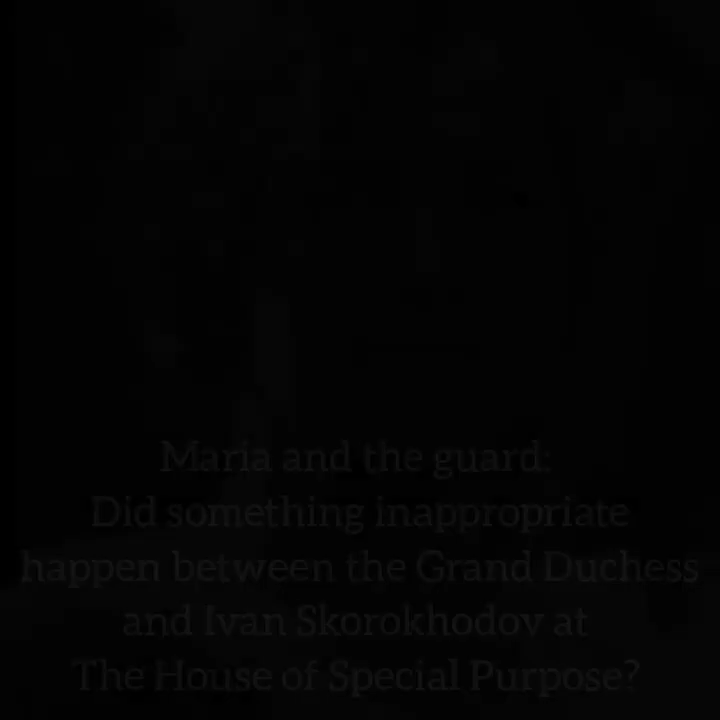 Maria and the guard:
Did something inappropriate
happen between the Grand Duchess
and Ivan Skorokhodov at
The House of Special Purpose?